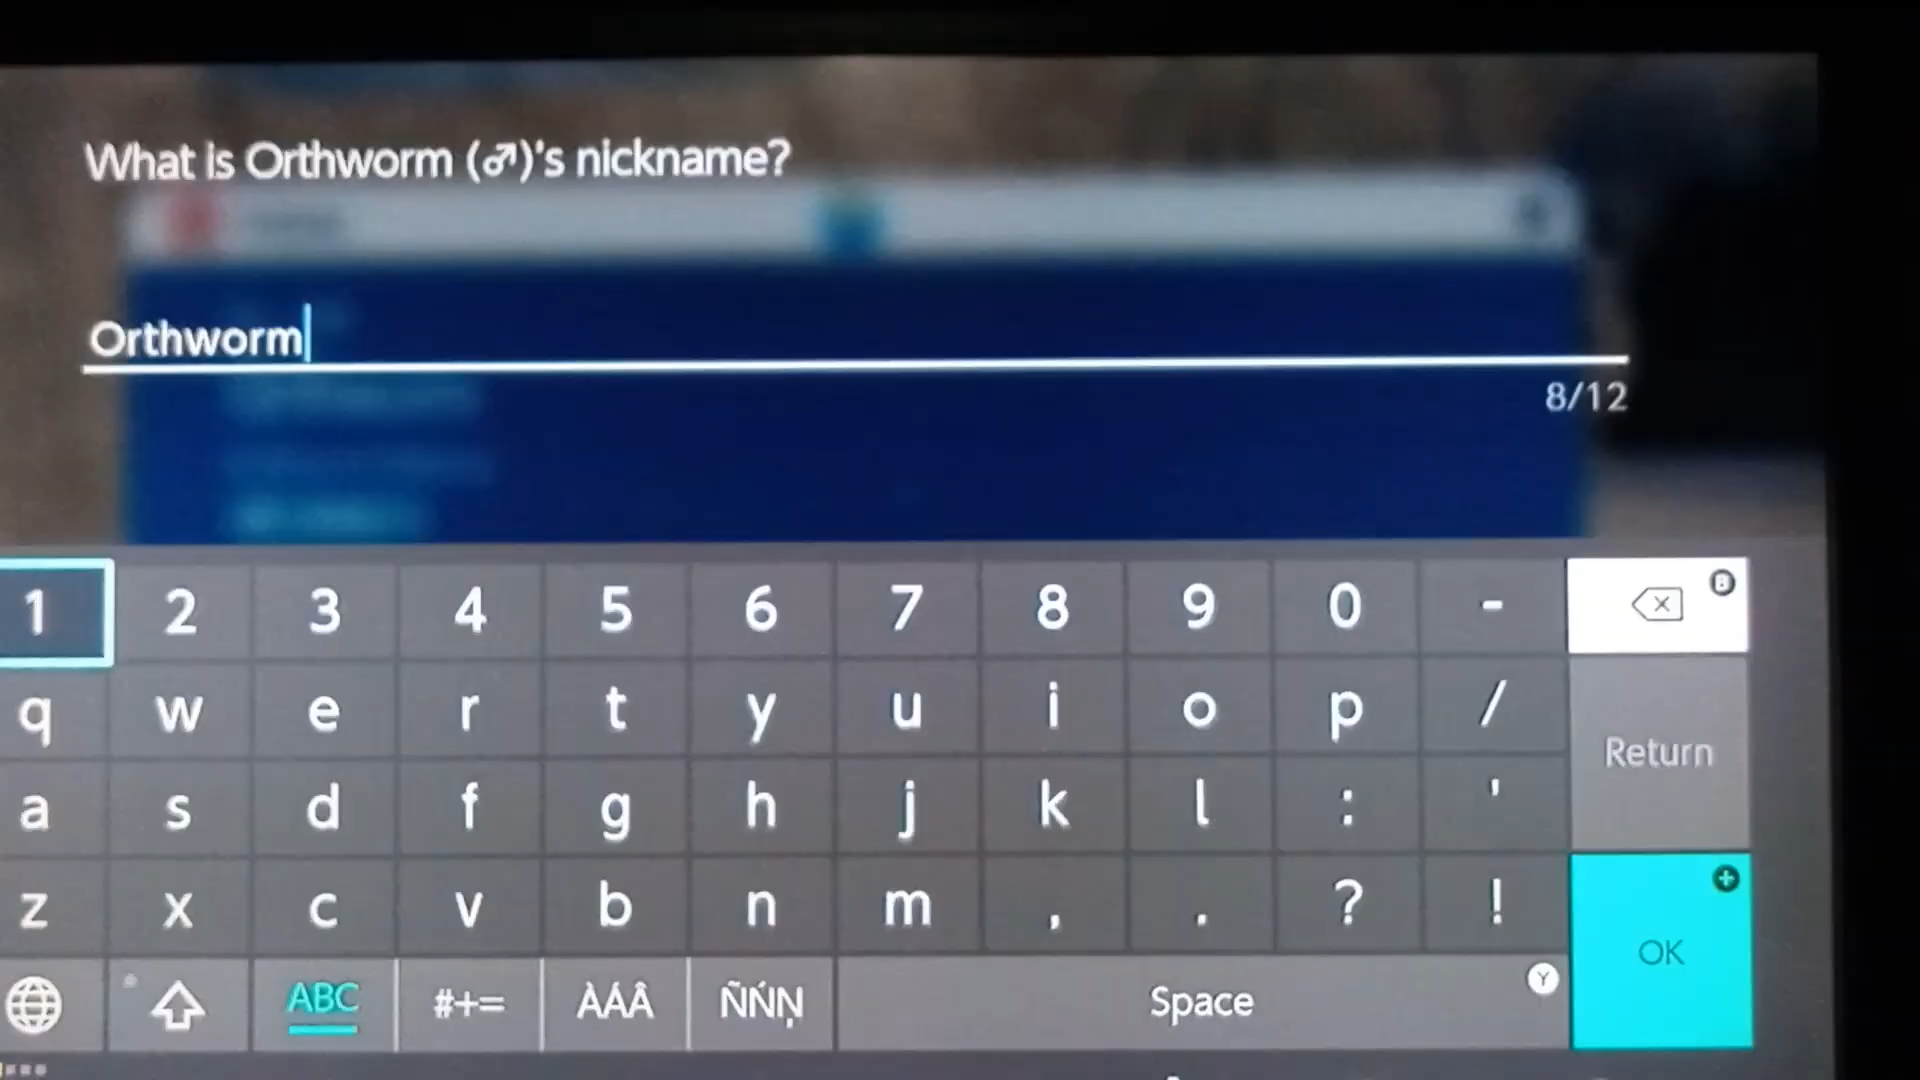 What is Orthworm (♂)'s nickname?
Orthworm
8/12
1 2 3 4 5 6 7 8 9 0 -
q w e r t y u i o p /
Return
a s d f g h j k l : '
z x c v b n m , . ? !
OK
ABC #+= ÀÁÂ ÑŃŅ Space Y